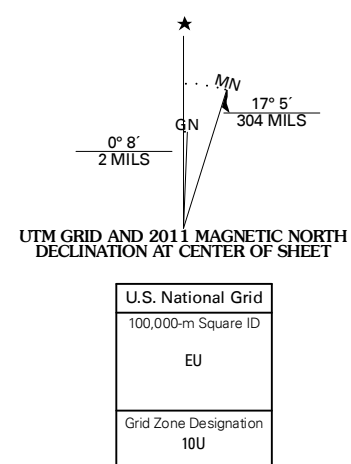 ★
MN
GN
17° 5´
304 MILS
0° 8´
2 MILS
UTM GRID AND 2011 MAGNETIC NORTH
DECLINATION AT CENTER OF SHEET
U.S. National Grid
100,000-m Square ID
EU
Grid Zone Designation
10U